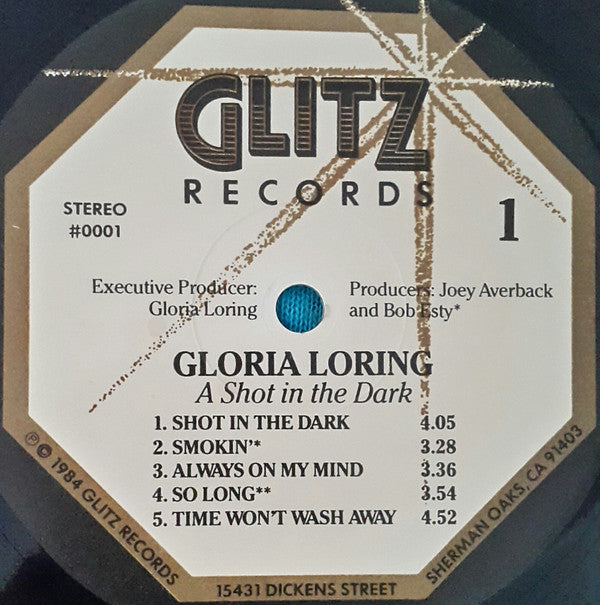 GLITZ
RECORDS
STEREO
#0001
1
Executive Producer:
Gloria Loring
Producers: Joey Averback
and Bob Esty*
GLORIA LORING
A Shot in the Dark
1. SHOT IN THE DARK 4.05
2. SMOKIN'* 3.28
3. ALWAYS ON MY MIND 3.36
4. SO LONG** 3.54
5. TIME WON'T WASH AWAY 4.52
℗© 1984 GLITZ RECORDS
15431 DICKENS STREET
SHERMAN OAKS, CA 91403